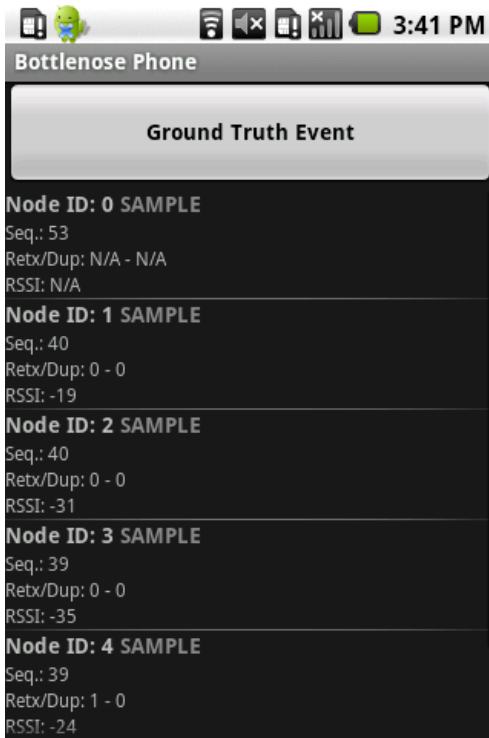 3:41 PM
Bottlenose Phone
Ground Truth Event
Node ID: 0 SAMPLE
Seq.: 53
Retx/Dup: N/A - N/A
RSSI: N/A
Node ID: 1 SAMPLE
Seq.: 40
Retx/Dup: 0 - 0
RSSI: -19
Node ID: 2 SAMPLE
Seq.: 40
Retx/Dup: 0 - 0
RSSI: -31
Node ID: 3 SAMPLE
Seq.: 39
Retx/Dup: 0 - 0
RSSI: -35
Node ID: 4 SAMPLE
Seq.: 39
Retx/Dup: 1 - 0
RSSI: -24